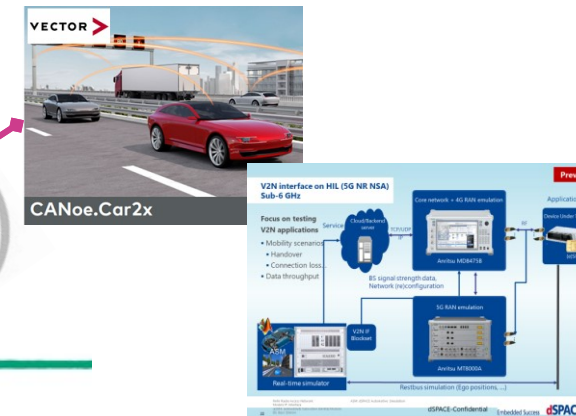 VECTOR
CANoe.Car2x
V2N interface on HIL (5G NR NSA)
Sub-6 GHz
Focus on testing
V2N applications
• Mobility scenarios
• Handover
• Connection loss...
• Data throughput
Service
Cloud/Backend
server
TCP/UDP
IP
Core network + 4G RAN emulation
Anritsu MD8475B
RF
Application
Device Under
BS signal strength data,
Network (re)configuration
5G RAN emulation
Anritsu MT8000A
V2N IF
Blockset
ASM
Real-time simulator
Restbus simulation (Ego positions, ...)
dSPACE-Confidential
Embedded Success
dSPAC